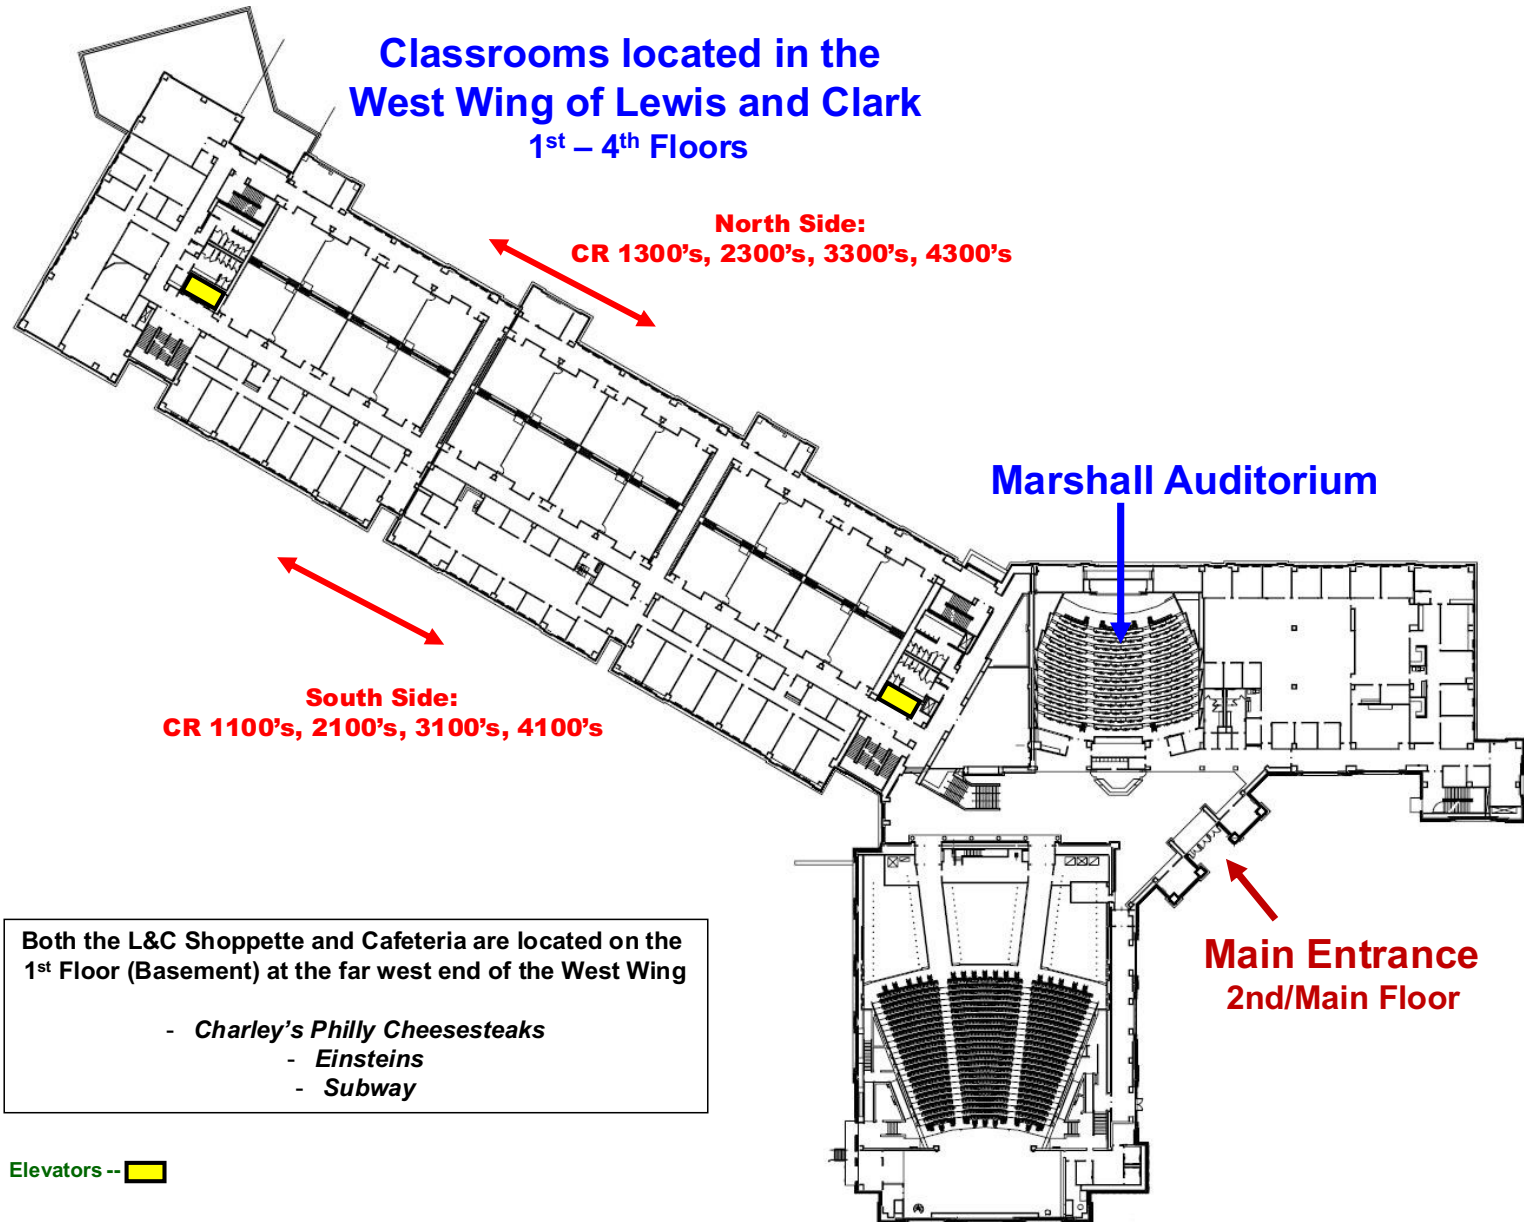 Classrooms located in the
West Wing of Lewis and Clark
1st – 4th Floors
North Side:
CR 1300's, 2300's, 3300's, 4300's
Marshall Auditorium
South Side:
CR 1100's, 2100's, 3100's, 4100's
Main Entrance
2nd/Main Floor
Both the L&C Shoppette and Cafeteria are located on the
1st Floor (Basement) at the far west end of the West Wing
- Charley's Philly Cheesesteaks
- Einsteins
- Subway
Elevators --